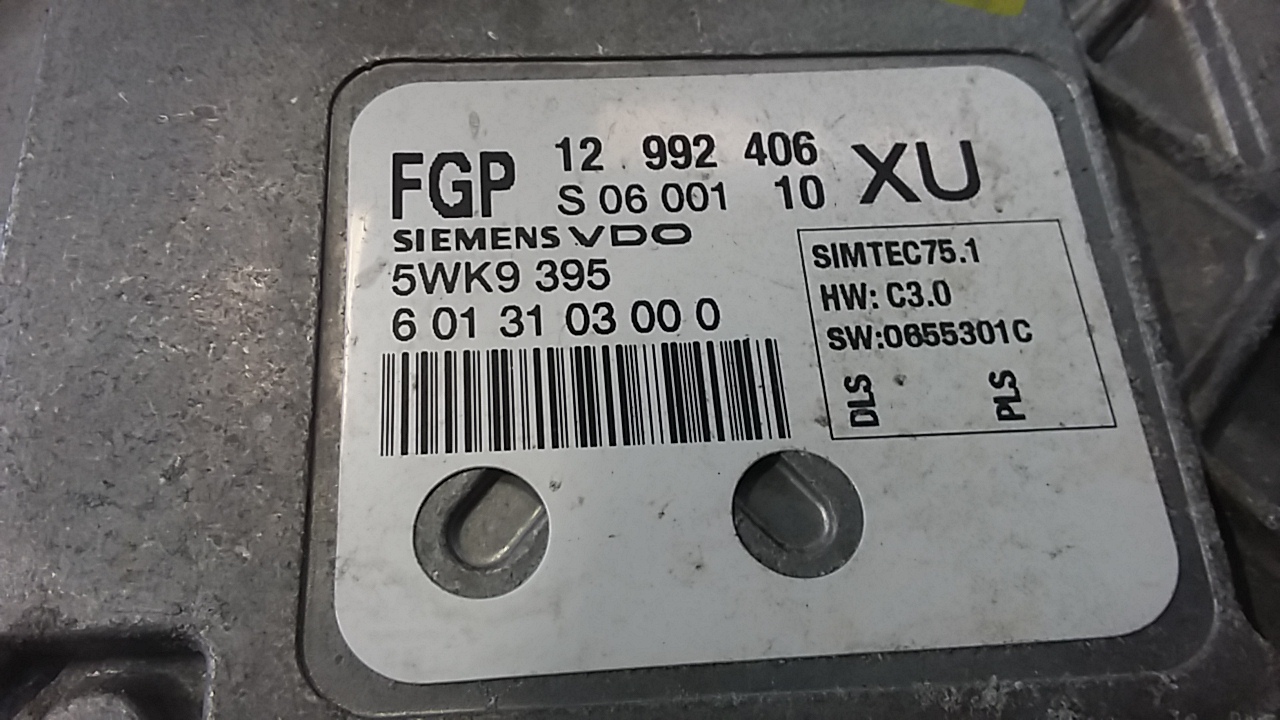 FGP 12 992 406 XU
S 06 001 10
SIEMENS VDO
5WK9 395
6 01 31 03 00 0
SIMTEC75.1
HW: C3.0
SW:0655301C
DLS PLS